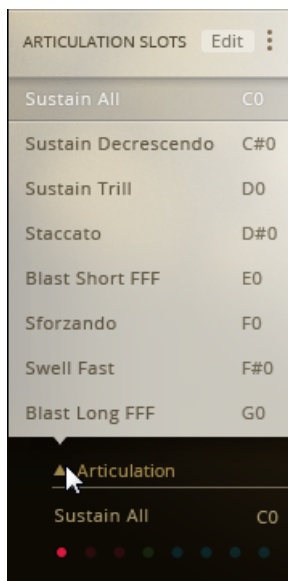 ARTICULATION SLOTS Edit
Sustain All C0
Sustain Decrescendo C#0
Sustain Trill D0
Staccato D#0
Blast Short FFF E0
Sforzando F0
Swell Fast F#0
Blast Long FFF G0
Articulation
Sustain All C0